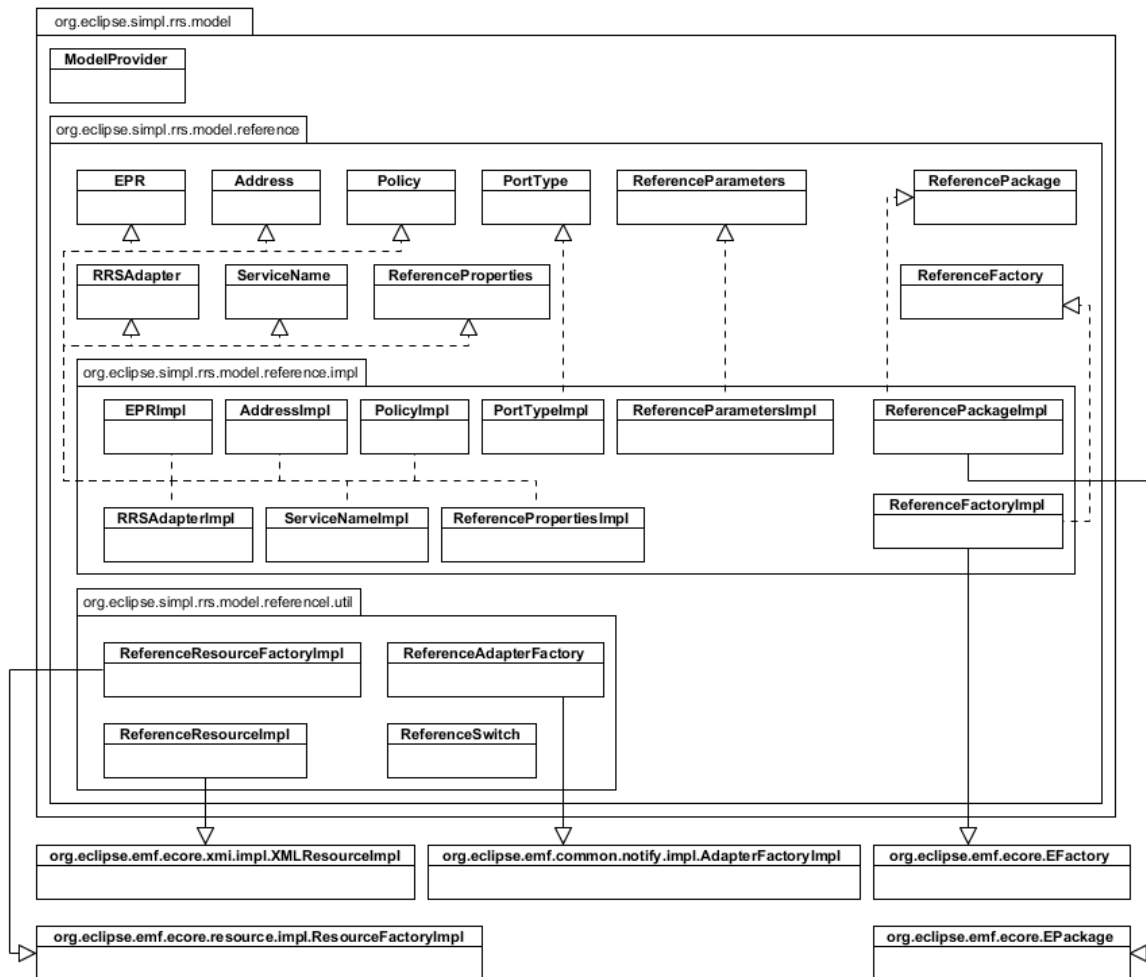 org.eclipse.simpl.rrs.model
ModelProvider
org.eclipse.simpl.rrs.model.reference
EPR
Address
Policy
PortType
ReferenceParameters
ReferencePackage
RRSAdapter
ServiceName
ReferenceProperties
ReferenceFactory
org.eclipse.simpl.rrs.model.reference.impl
EPRImpl
AddressImpl
PolicyImpl
PortTypeImpl
ReferenceParametersImpl
ReferencePackageImpl
RRSAdapterImpl
ServiceNameImpl
ReferencePropertiesImpl
ReferenceFactoryImpl
org.eclipse.simpl.rrs.model.referencel.util
ReferenceResourceFactoryImpl
ReferenceAdapterFactory
ReferenceResourceImpl
ReferenceSwitch
org.eclipse.emf.ecore.xmi.impl.XMLResourceImpl
org.eclipse.emf.common.notify.impl.AdapterFactoryImpl
org.eclipse.emf.ecore.EFactory
org.eclipse.emf.ecore.resource.impl.ResourceFactoryImpl
org.eclipse.emf.ecore.EPackage